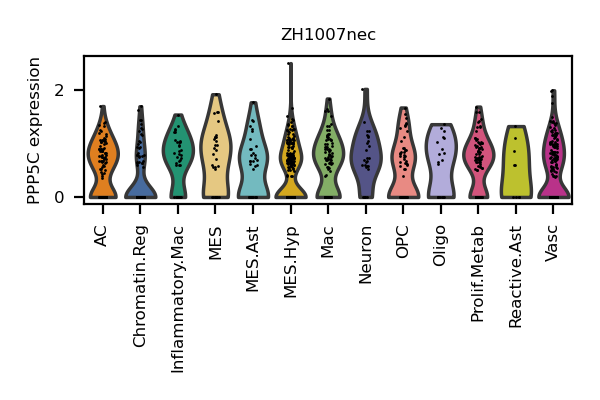 ZH1007nec
PPP5C expression
2
0
AC
Chromatin.Reg
Inflammatory.Mac
MES
MES.Ast
MES.Hyp
Mac
Neuron
OPC
Oligo
Prolif.Metab
Reactive.Ast
Vasc